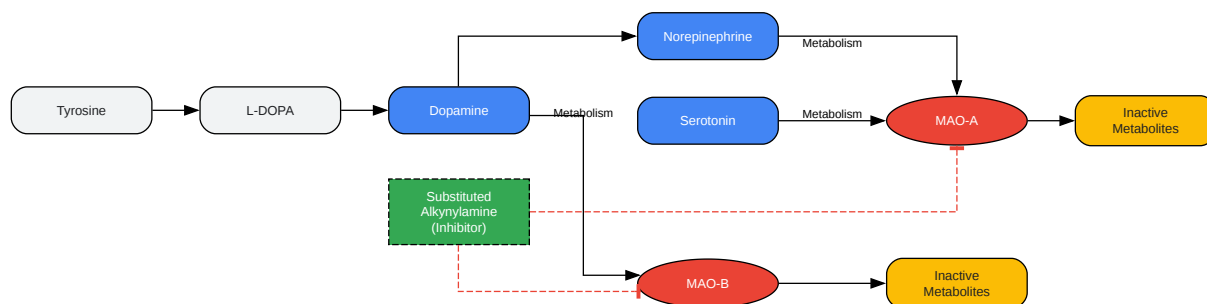 Norepinephrine
Metabolism
Tyrosine
L-DOPA
Dopamine
Metabolism
Serotonin
Metabolism
MAO-A
Inactive
Metabolites
Substituted
Alkynylamine
(Inhibitor)
MAO-B
Inactive
Metabolites